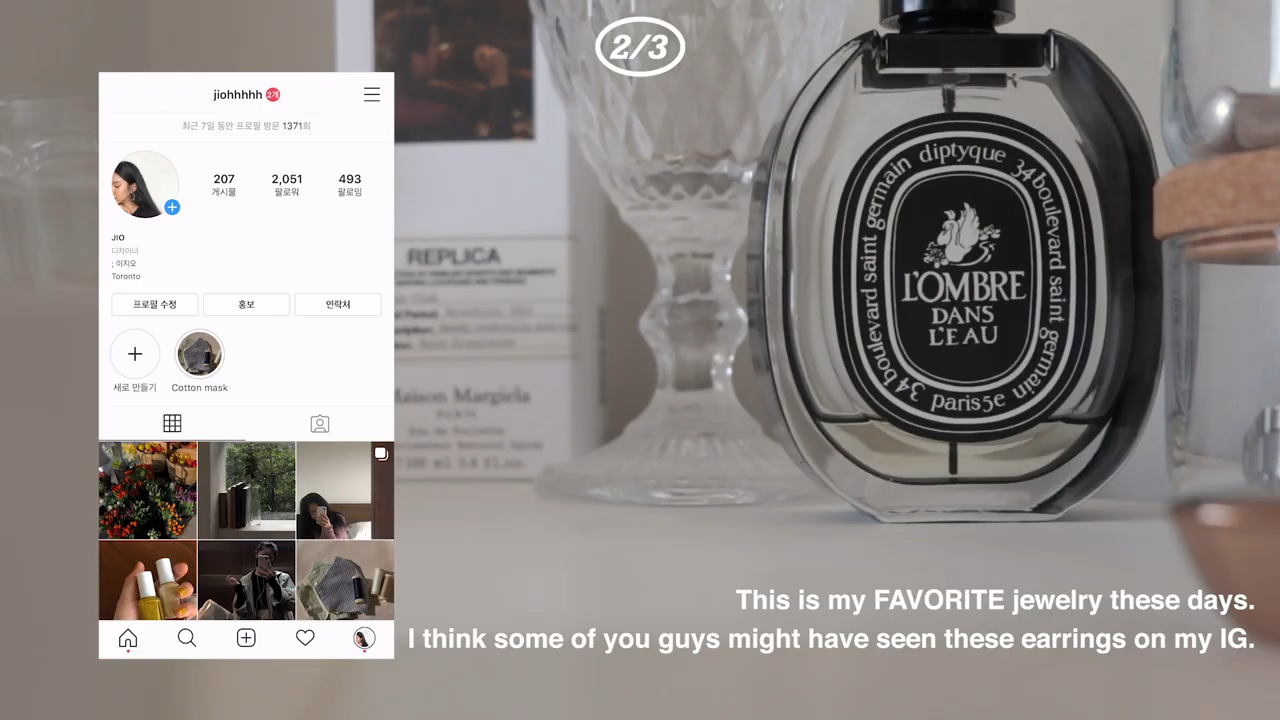 2/3
jiohhhhh 2개
최근 7일 동안 프로필 방문 1371회
207
게시물
2,051
팔로워
493
팔로잉
JIO
디자이너
; 이지오
Toronto
프로필 수정
홍보
연락처
새로 만들기
Cotton mask
REPLICA
Maison Margiela
PARIS
Eau de Toilette
diptyque 34 boulevard saint germain paris5e 34 boulevard saint germain
L'OMBRE
DANS
L'EAU
This is my FAVORITE jewelry these days.
I think some of you guys might have seen these earrings on my IG.